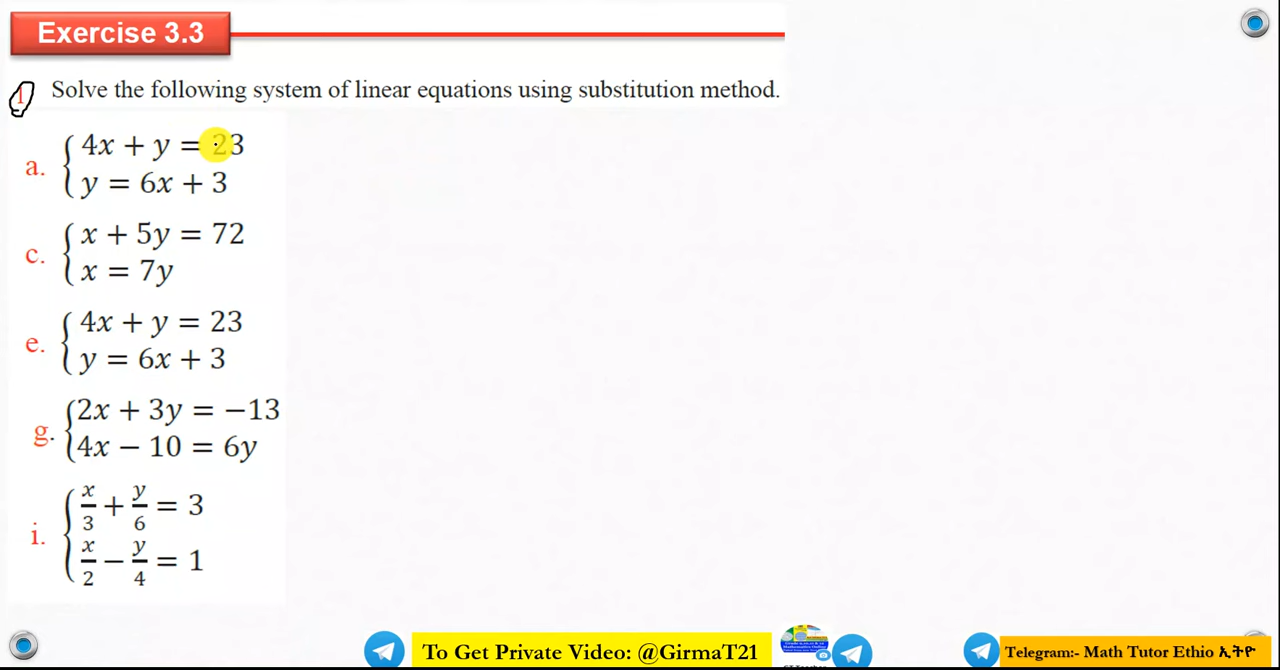 Exercise 3.3
1 Solve the following system of linear equations using substitution method.
a. { 4x + y = 23
y = 6x + 3
c. { x + 5y = 72
x = 7y
e. { 4x + y = 23
y = 6x + 3
g. { 2x + 3y = −13
4x − 10 = 6y
i. { x/3 + y/6 = 3
x/2 − y/4 = 1
To Get Private Video: @GirmaT21
Telegram:- Math Tutor Ethio ኢትዮ